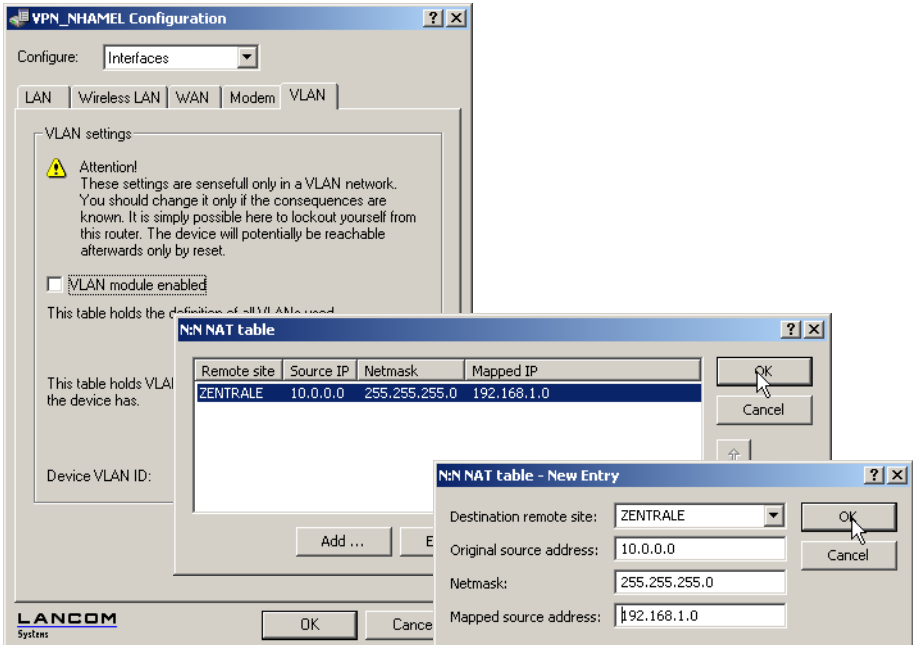 VPN_NHAMEL Configuration
Configure: Interfaces
LAN Wireless LAN WAN Modem VLAN
VLAN settings
Attention!
These settings are sensefull only in a VLAN network.
You should change it only if the consequences are
known. It is simply possible here to lockout yourself from
this router. The device will potentially be reachable
afterwards only by reset.
VLAN module enabled
This table holds the definition of all VLANs used
This table holds VLA
the device has.
Device VLAN ID:
LANCOM
Systems
OK Cance
N:N NAT table
Remote site Source IP Netmask Mapped IP
ZENTRALE 10.0.0.0 255.255.255.0 192.168.1.0
OK
Cancel
Add ... E
N:N NAT table - New Entry
Destination remote site: ZENTRALE
Original source address: 10.0.0.0
Netmask: 255.255.255.0
Mapped source address: 192.168.1.0
OK
Cancel